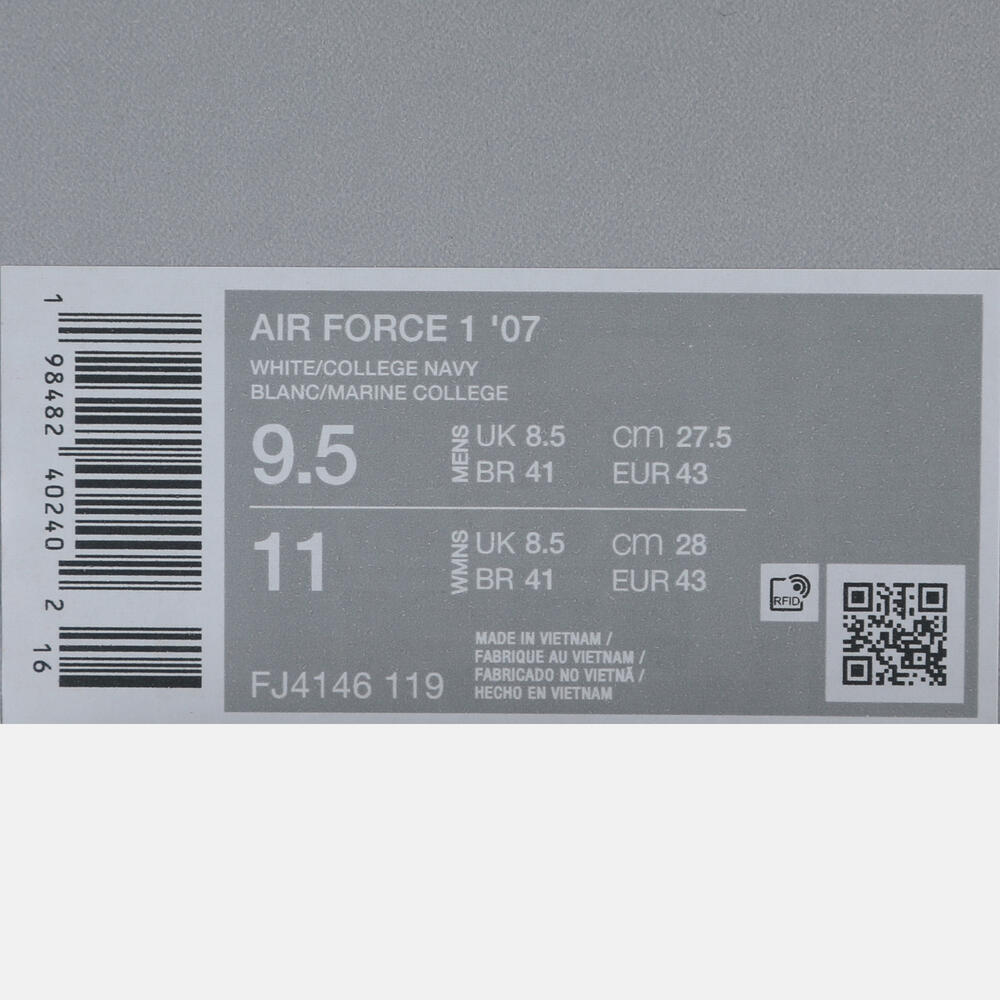 AIR FORCE 1 '07
WHITE/COLLEGE NAVY
BLANC/MARINE COLLEGE
9.5 MENS UK 8.5 cm 27.5
BR 41 EUR 43
11 WMNS UK 8.5 cm 28
BR 41 EUR 43
RFID
MADE IN VIETNAM /
FABRIQUE AU VIETNAM /
FABRICADO NO VIETNÃ /
HECHO EN VIETNAM
FJ4146 119
1 98482 40240 2 16